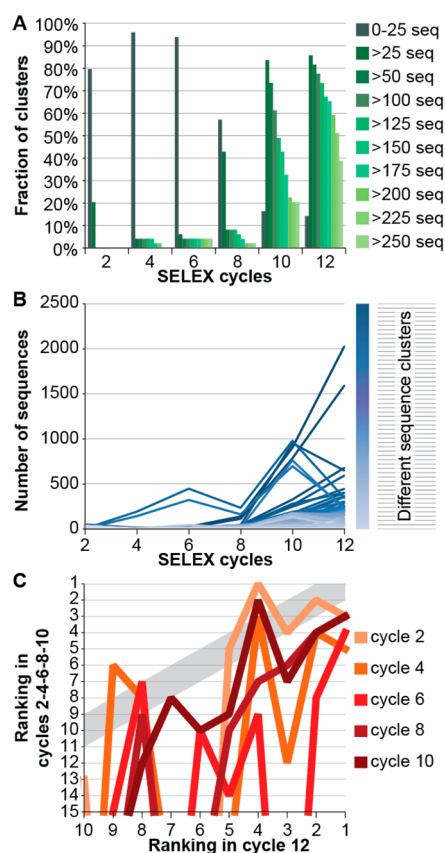 A
Fraction of clusters
100%
90%
80%
70%
60%
50%
40%
30%
20%
10%
0%
2 4 6 8 10 12
SELEX cycles
0-25 seq
>25 seq
>50 seq
>100 seq
>125 seq
>150 seq
>175 seq
>200 seq
>225 seq
>250 seq
B
Number of sequences
2500
2000
1500
1000
500
0
2 4 6 8 10 12
SELEX cycles
Different sequence clusters
C
Ranking in
cycles 2-4-6-8-10
1
2
3
4
5
6
7
8
9
10
11
12
13
14
15
10 9 8 7 6 5 4 3 2 1
Ranking in cycle 12
cycle 2
cycle 4
cycle 6
cycle 8
cycle 10